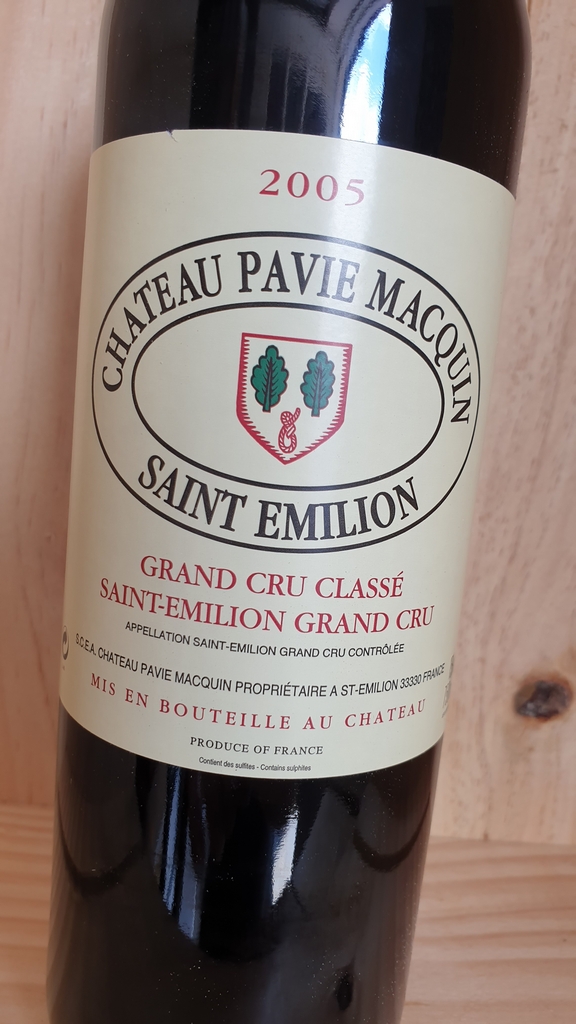 2005
CHATEAU PAVIE MACQUIN
SAINT EMILION
GRAND CRU CLASSÉ
SAINT-EMILION GRAND CRU
APPELLATION SAINT-EMILION GRAND CRU CONTRÔLÉE
S.C.E.A. CHATEAU PAVIE MACQUIN PROPRIÉTAIRE A ST-EMILION 33330 FRANCE
MIS EN BOUTEILLE AU CHATEAU
PRODUCE OF FRANCE
Contient des sulfites - Contains sulphites